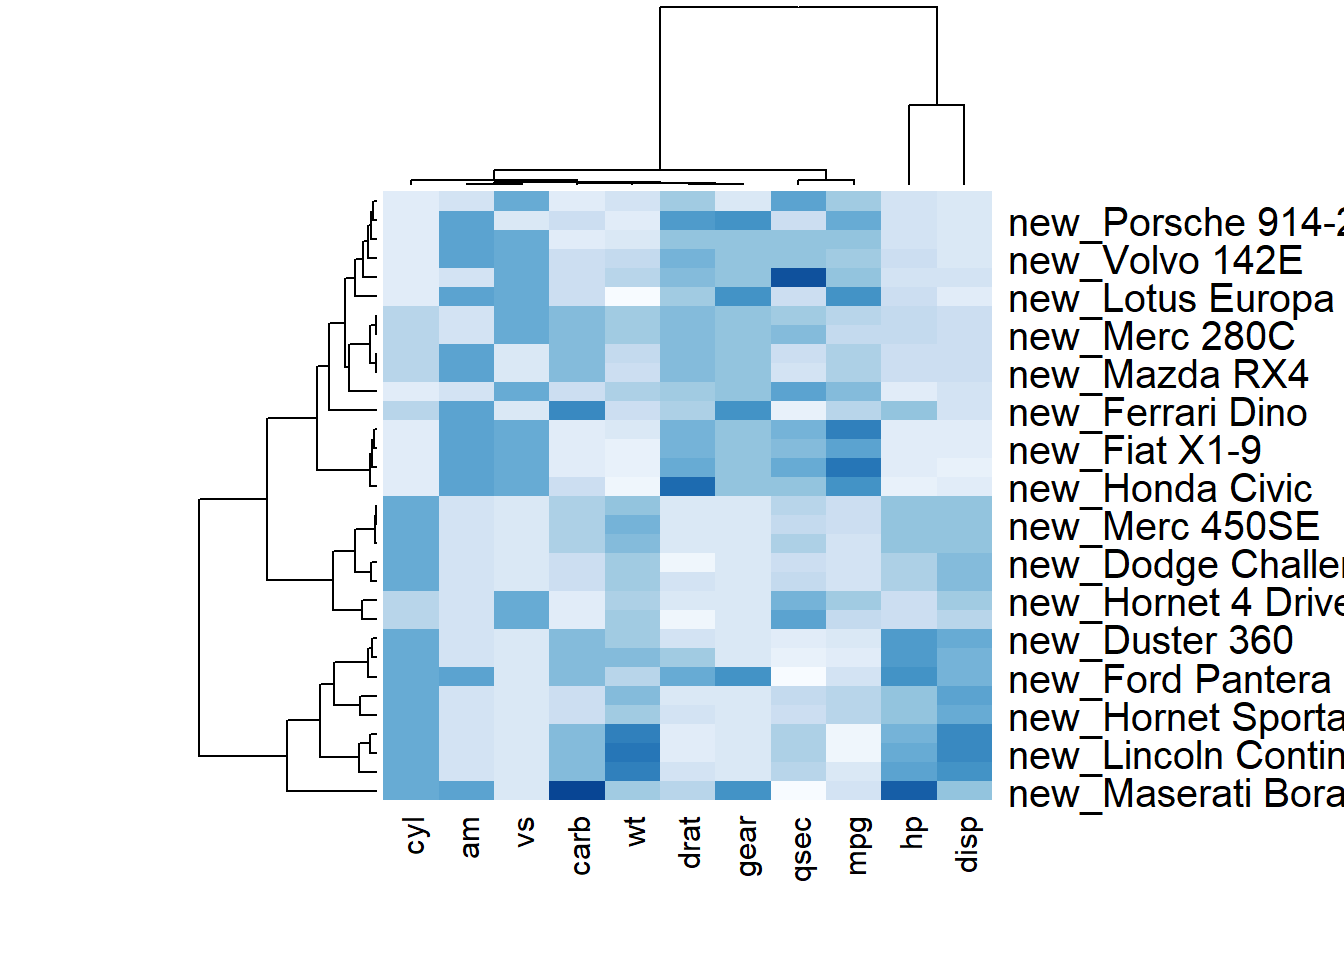 new_Porsche 914-2
new_Volvo 142E
new_Lotus Europa
new_Merc 280C
new_Mazda RX4
new_Ferrari Dino
new_Fiat X1-9
new_Honda Civic
new_Merc 450SE
new_Dodge Challe
new_Hornet 4 Drive
new_Duster 360
new_Ford Pantera
new_Hornet Sporta
new_Lincoln Contin
new_Maserati Bora
cyl
am
vs
carb
wt
drat
gear
qsec
mpg
hp
disp